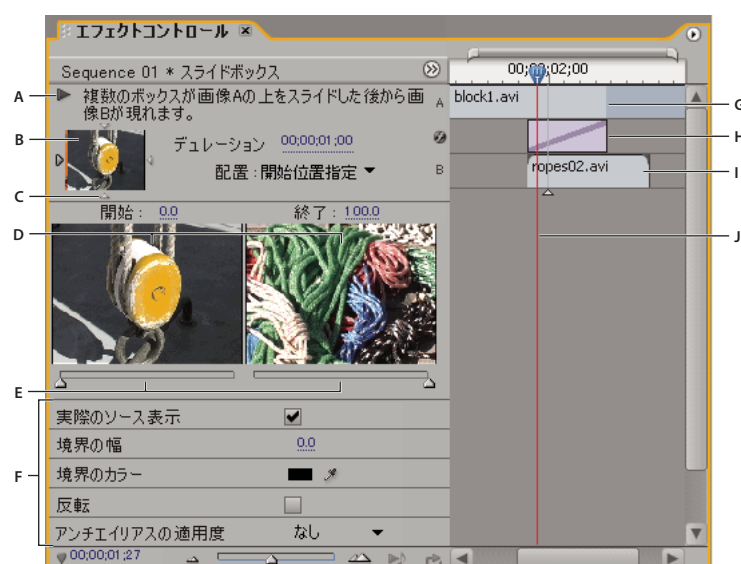 エフェクトコントロール
Sequence 01 * スライドボックス
00;00;02;00
A
複数のボックスが画像Aの上をスライドした後から画
像Bが現れます。
A
block1.avi
G
B
デュレーション 00;00;01;00
H
配置:開始位置指定
B
ropes02.avi
I
C
開始: 0.0
終了: 100.0
D
J
E
F
実際のソース表示
境界の幅 0.0
境界のカラー
反転
アンチエイリアスの適用度 なし
00;00;01;27